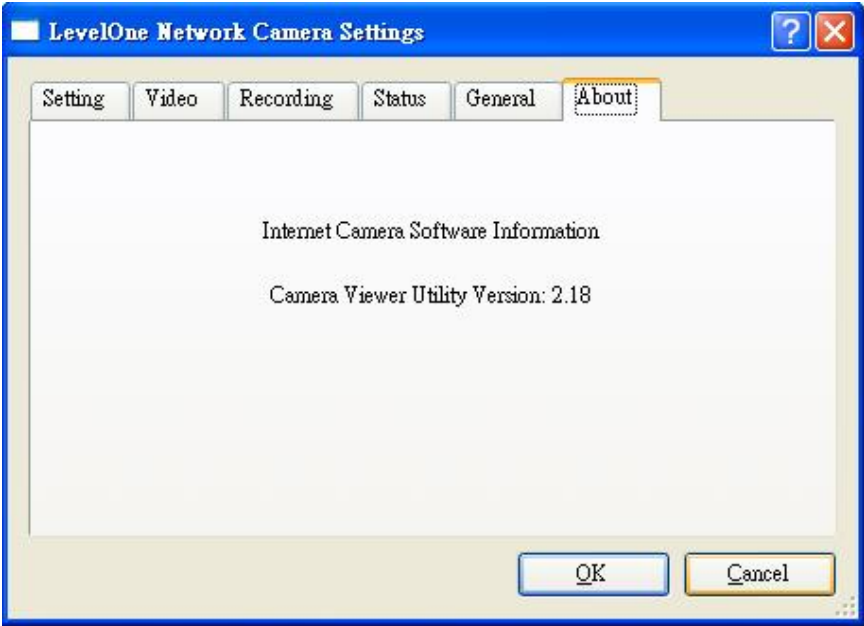 LevelOne Network Camera Settings
Setting Video Recording Status General About
Internet Camera Software Information
Camera Viewer Utility Version: 2.18
OK Cancel